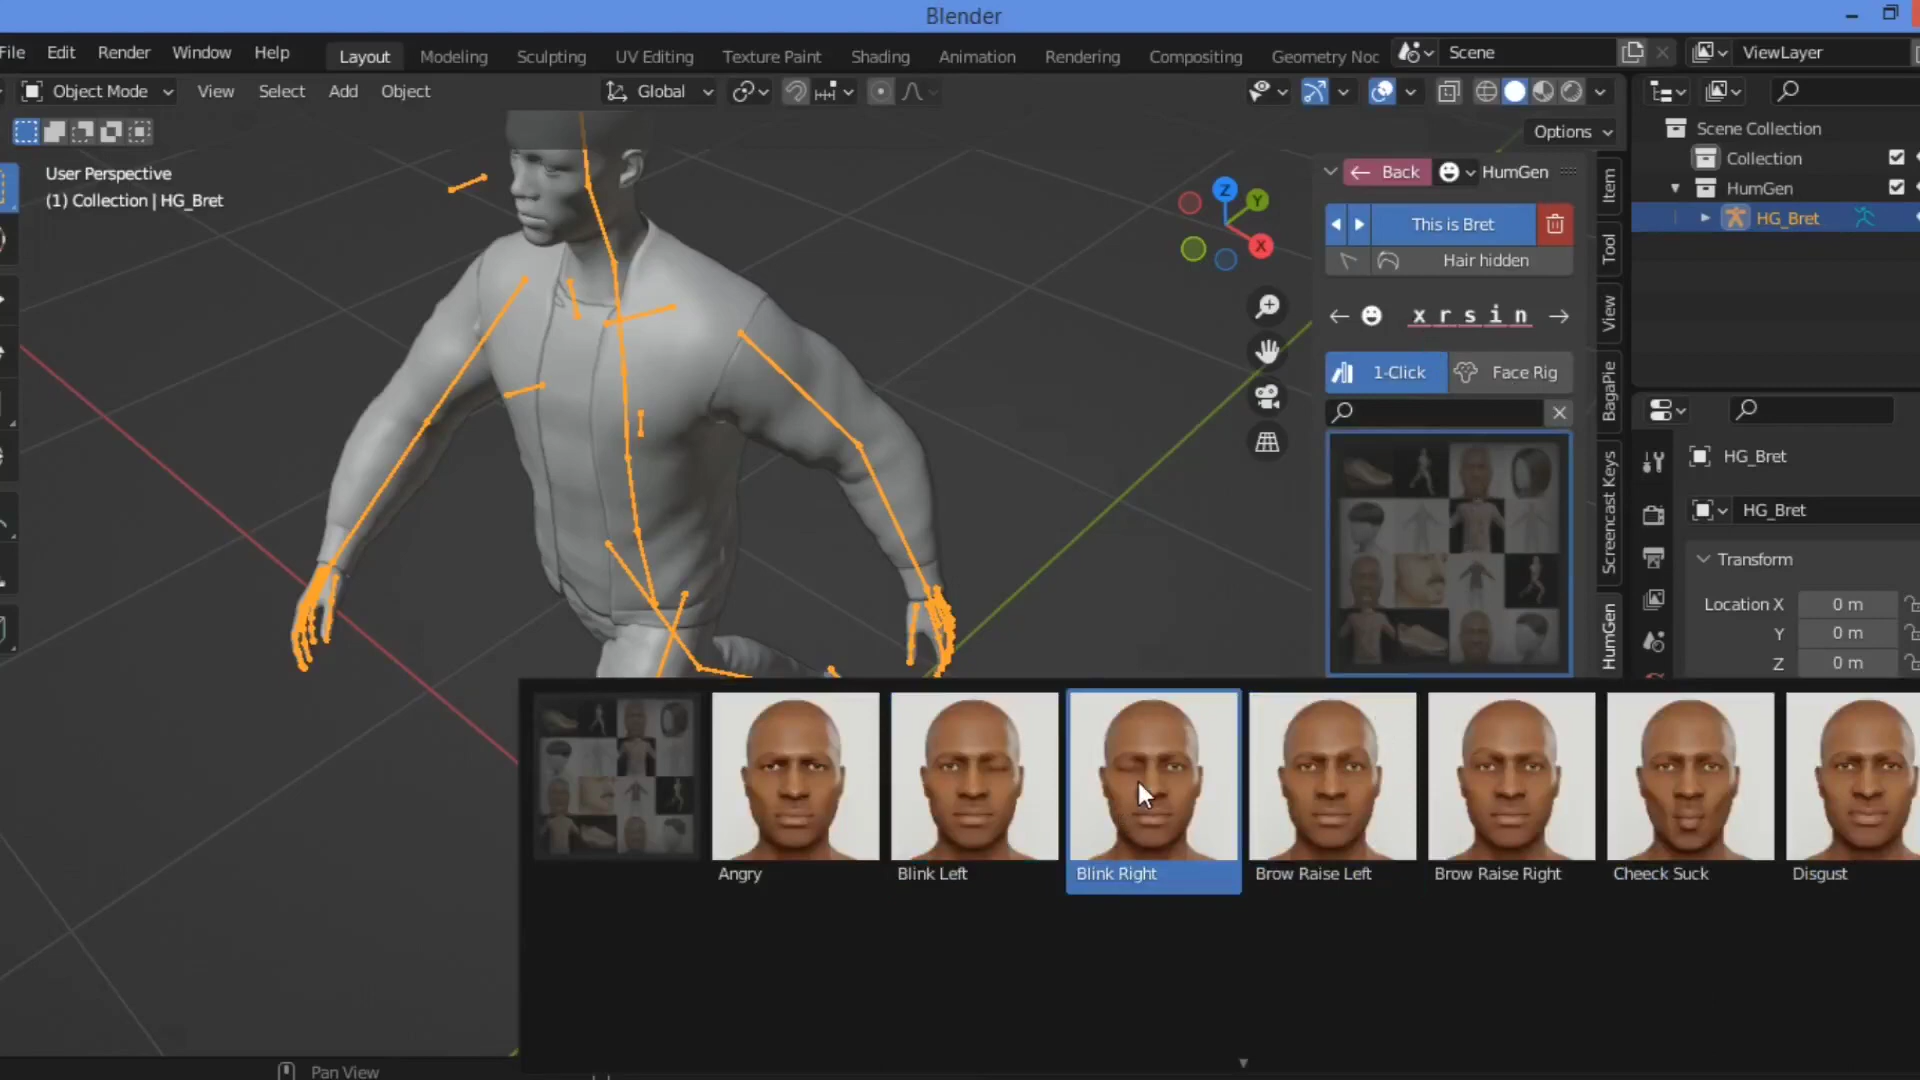 Blender
File Edit Render Window Help Layout Modeling Sculpting UV Editing Texture Paint Shading Animation Rendering Compositing Geometry Noc Scene ViewLayer
Object Mode View Select Add Object Global
Options
User Perspective
(1) Collection | HG_Bret
Z
Y
X
Back HumGen
This is Bret
Hair hidden
x r s i n
1-Click Face Rig
Item
Tool
View
BagaPie
Screencast Keys
HumGen
Scene Collection
Collection
HumGen
HG_Bret
HG_Bret
HG_Bret
Transform
Location X 0 m
Y 0 m
Z 0 m
Angry
Blink Left
Blink Right
Brow Raise Left
Brow Raise Right
Cheeck Suck
Disgust
Pan View